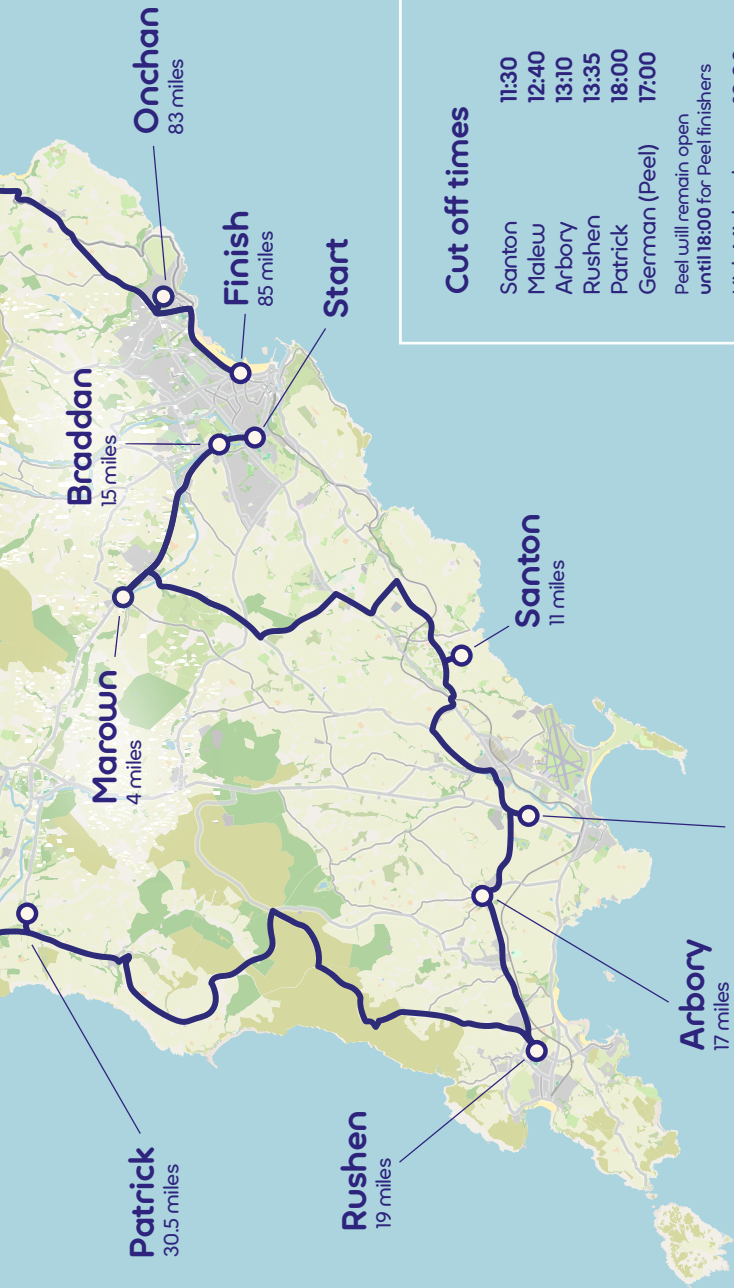 Onchan
83 miles
Finish
85 miles
Start
Braddan
1.5 miles
Marown
4 miles
Santon
11 miles
Patrick
30.5 miles
Rushen
19 miles
Arbory
17 miles
Cut off times
Santon 11:30
Malew 12:40
Arbory 13:10
Rushen 13:35
Patrick 18:00
German (Peel) 17:00
Peel will remain open
until 18:00 for Peel finishers